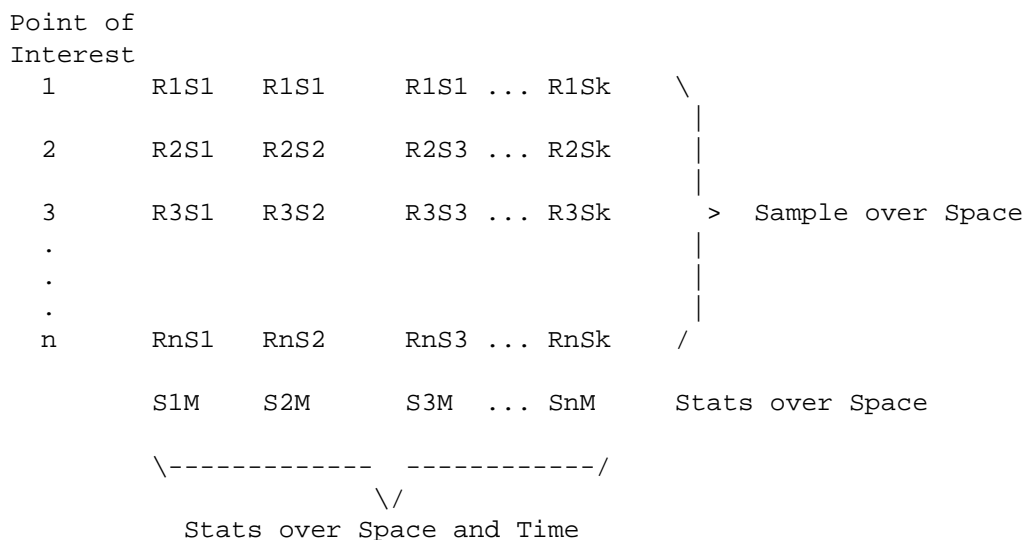 Point of
Interest
1 R1S1 R1S1 R1S1 ... R1Sk \
|
2 R2S1 R2S2 R2S3 ... R2Sk |
|
3 R3S1 R3S2 R3S3 ... R3Sk > Sample over Space
. |
. |
. |
n RnS1 RnS2 RnS3 ... RnSk /
S1M S2M S3M ... SnM Stats over Space
\------------- ------------/
\/
Stats over Space and Time